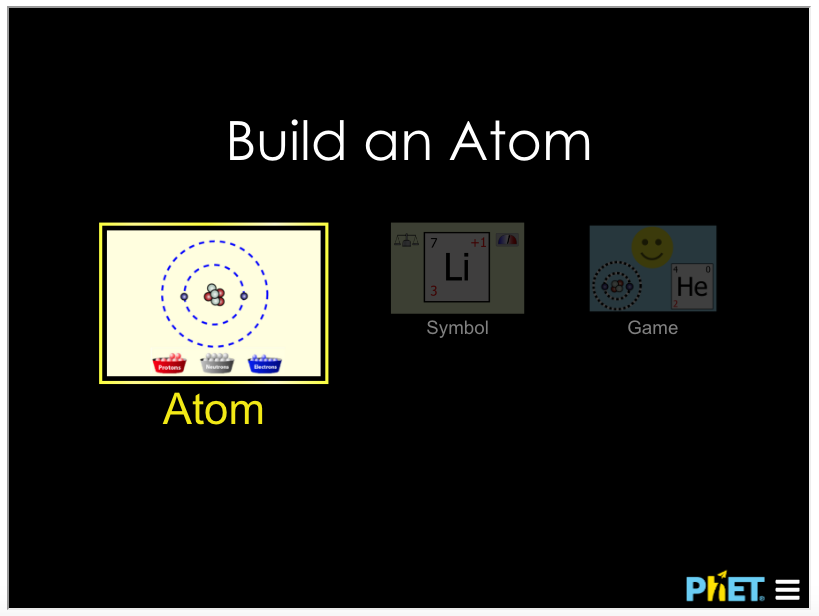 Build an Atom
7 +1
Li
3
4 0
He
2
Protons Neutrons Electrons
Symbol
Game
Atom
PhET